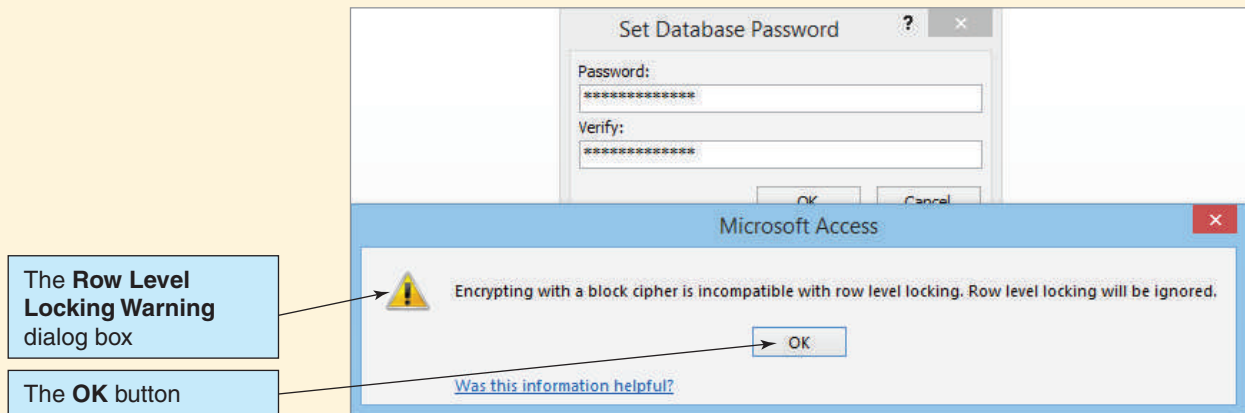 Set Database Password
?
×
Password:
*************
Verify:
*************
OK
Cancel
Microsoft Access
×
The Row Level
Locking Warning
dialog box
Encrypting with a block cipher is incompatible with row level locking. Row level locking will be ignored.
OK
Was this information helpful?
The OK button